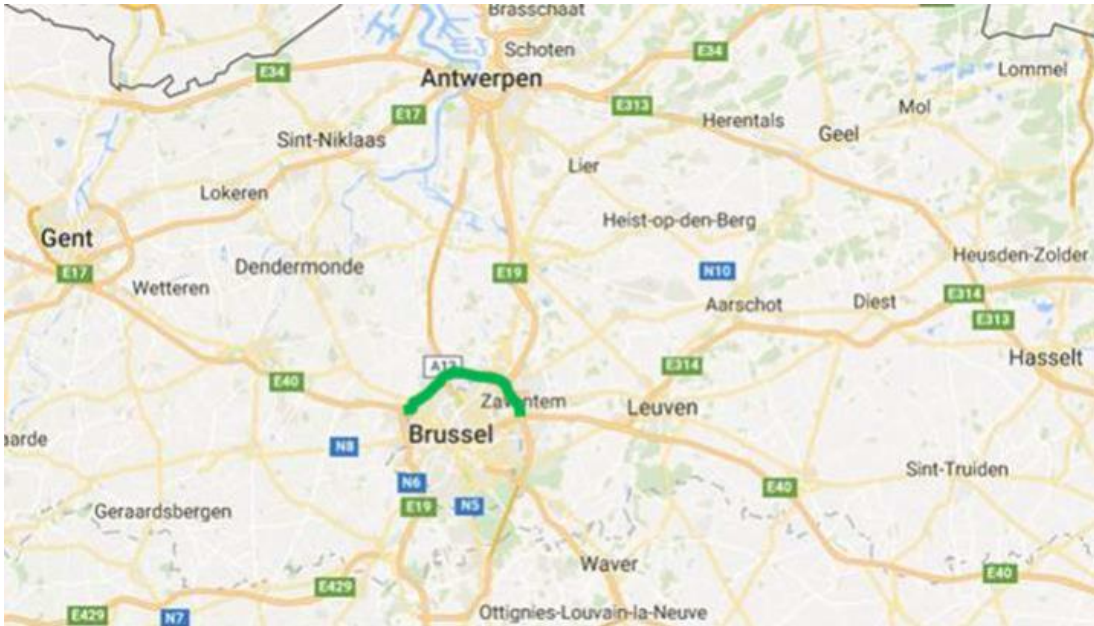 Brasschaat
Schoten
E34
Lommel
E34
Antwerpen
Mol
E313
E17
Herentals
Geel
Sint-Niklaas
Lier
Lokeren
Heist-op-den-Berg
Gent
Heusden-Zolder
E17
Dendermonde
E19
N10
Wetteren
Aarschot
Diest
E314
E313
Hasselt
E314
E40
Zaventem
Leuven
Brussel
aarde
N8
Sint-Truiden
N6
E40
E19
N5
Geraardsbergen
Waver
E40
E429
E429
N7
Ottignies-Louvain-la-Neuve